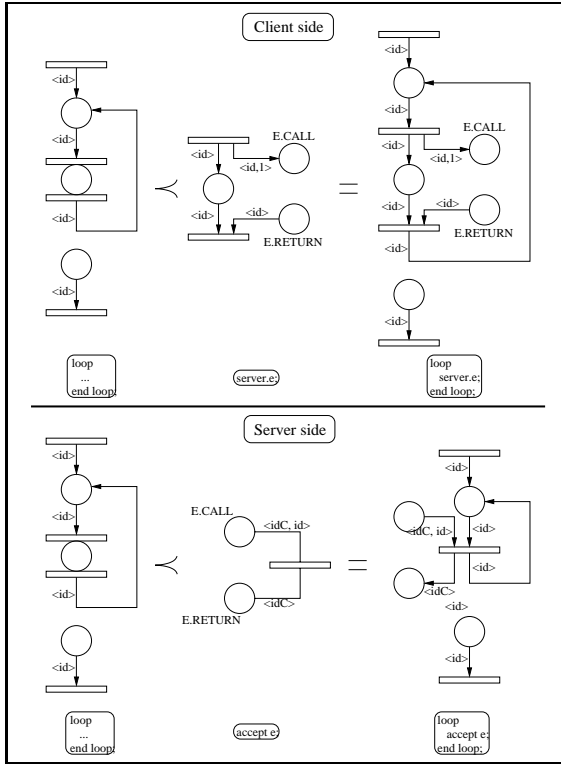 Client side
<id>
<id>
<id>
<id>
<id>
<id>
E.CALL
<id,1>
<id>
E.RETURN
<id>
<id>
<id>
E.CALL
<id,1>
<id>
<id>
E.RETURN
<id>
<id>
loop
...
end loop;
server.e;
loop
server.e;
end loop;
Server side
<id>
<id>
<id>
<id>
E.CALL
<idC, id>
E.RETURN
<idC>
<id>
<idC, id>
<id>
<id>
<idC>
<id>
<id>
loop
...
end loop;
accept e;
loop
accept e;
end loop;